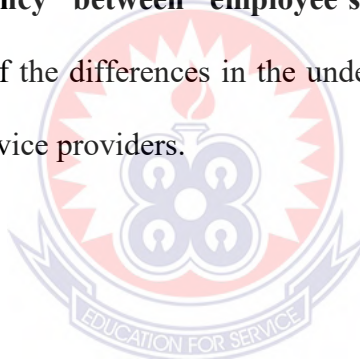 ncy between employee's
f the differences in the unde
vice providers.
EDUCATION FOR SERVICE